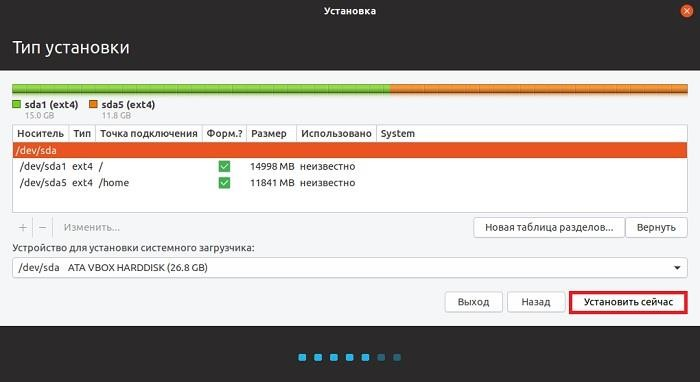 Установка
Тип установки
sda1 (ext4) sda5 (ext4)
15.0 GB 11.8 GB
Носитель Тип Точка подключения Форм.? Размер Использовано System
/dev/sda
/dev/sda1 ext4 / 14998 MB неизвестно
/dev/sda5 ext4 /home 11841 MB неизвестно
+ − Изменить... Новая таблица разделов... Вернуть
Устройство для установки системного загрузчика:
/dev/sda ATA VBOX HARDDISK (26.8 GB)
Выход Назад Установить сейчас